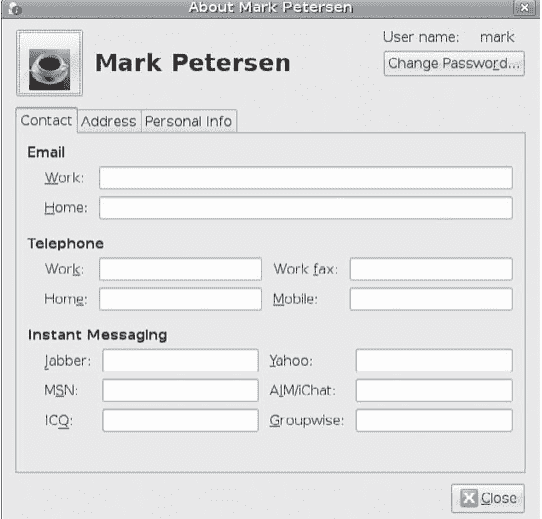 About Mark Petersen
User name: mark
Mark Petersen
Change Password...
Contact Address Personal Info
Email
Work:
Home:
Telephone
Work: Work fax:
Home: Mobile:
Instant Messaging
Jabber: Yahoo:
MSN: AIM/iChat:
ICQ: Groupwise:
Close